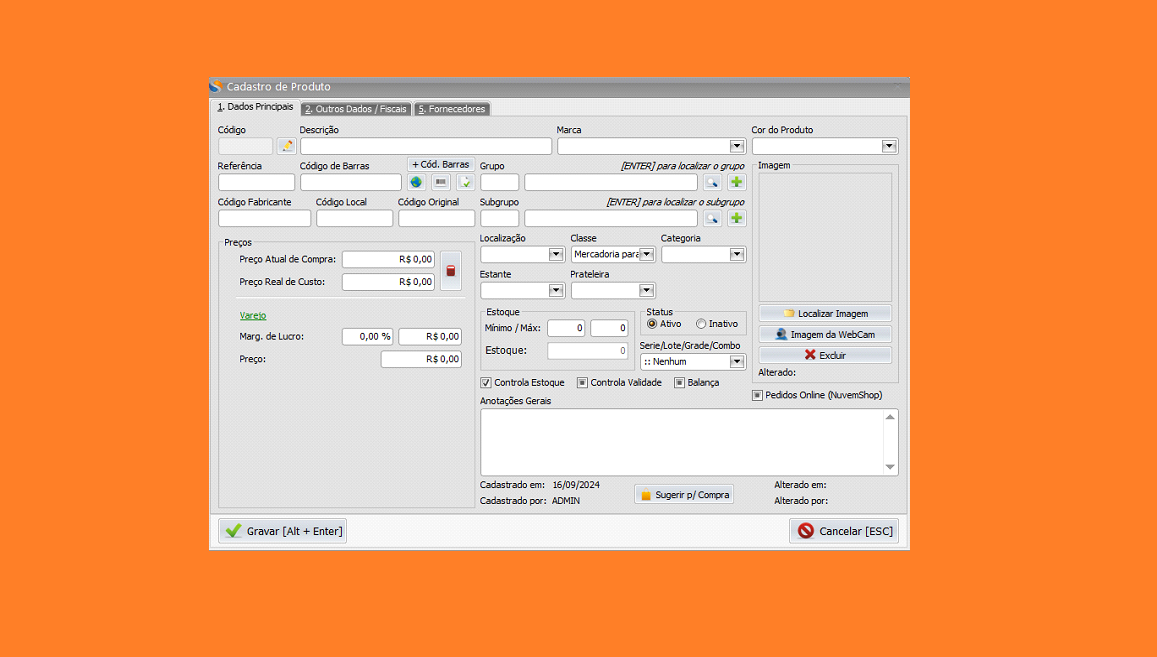 Cadastro de Produto
1. Dados Principais 2. Outros Dados / Fiscais 5. Fornecedores
Código Descrição Marca Cor do Produto
Referência Código de Barras + Cód. Barras Grupo [ENTER] para localizar o grupo Imagem
Código Fabricante Código Local Código Original Subgrupo [ENTER] para localizar o subgrupo
Preços Localização Classe Categoria
Preço Atual de Compra: R$ 0,00 Mercadoria para
Estante Prateleira
Preço Real de Custo: R$ 0,00
Varejo Estoque Status Localizar Imagem
Mínimo / Máx: 0 0 Ativo Inativo
Marg. de Lucro: 0,00 % R$ 0,00 Imagem da WebCam
Estoque: 0 Serie/Lote/Grade/Combo
Preço: R$ 0,00 :: Nenhum Excluir
Alterado:
Controla Estoque Controla Validade Balança
Anotações Gerais Pedidos Online (NuvemShop)
Cadastrado em: 16/09/2024 Alterado em:
Sugerir p/ Compra
Cadastrado por: ADMIN Alterado por:
Gravar [Alt + Enter] Cancelar [ESC]